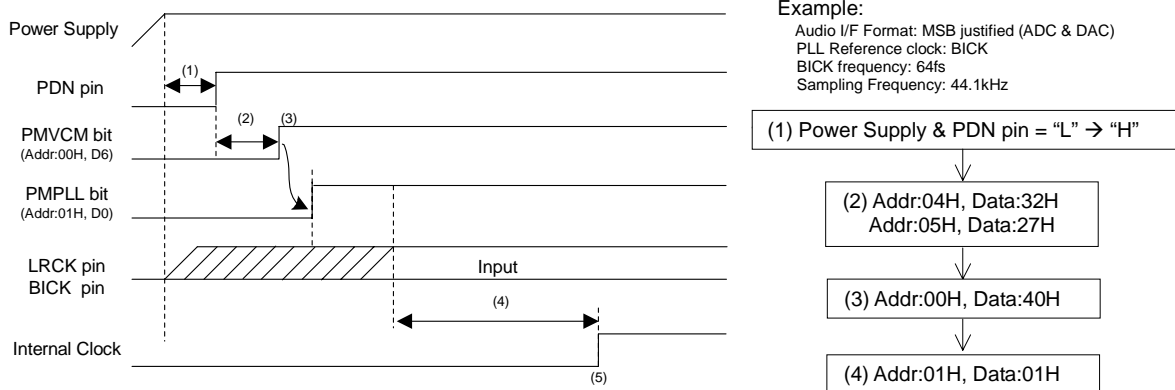 Power Supply
(1)
PDN pin
(2)
(3)
PMVCM bit
(Addr:00H, D6)
PMPLL bit
(Addr:01H, D0)
LRCK pin
BICK pin
Input
(4)
Internal Clock
(5)
Example:
Audio I/F Format: MSB justified (ADC & DAC)
PLL Reference clock: BICK
BICK frequency: 64fs
Sampling Frequency: 44.1kHz
(1) Power Supply & PDN pin = “L” → “H”
(2) Addr:04H, Data:32H
Addr:05H, Data:27H
(3) Addr:00H, Data:40H
(4) Addr:01H, Data:01H